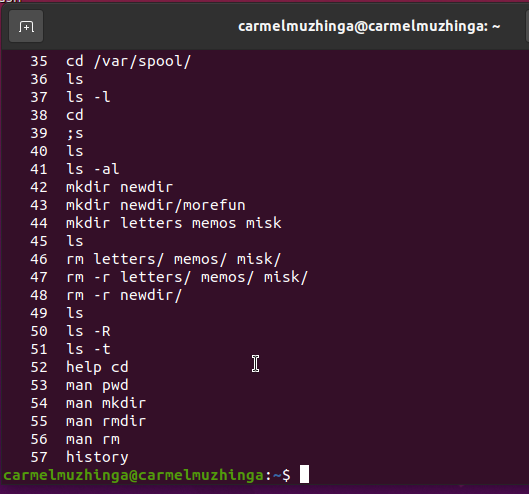 carmelmuzhinga@carmelmuzhinga: ~
35 cd /var/spool/
36 ls
37 ls -l
38 cd
39 ;s
40 ls
41 ls -al
42 mkdir newdir
43 mkdir newdir/morefun
44 mkdir letters memos misk
45 ls
46 rm letters/ memos/ misk/
47 rm -r letters/ memos/ misk/
48 rm -r newdir/
49 ls
50 ls -R
51 ls -t
52 help cd
53 man pwd
54 man mkdir
55 man rmdir
56 man rm
57 history
carmelmuzhinga@carmelmuzhinga:~$